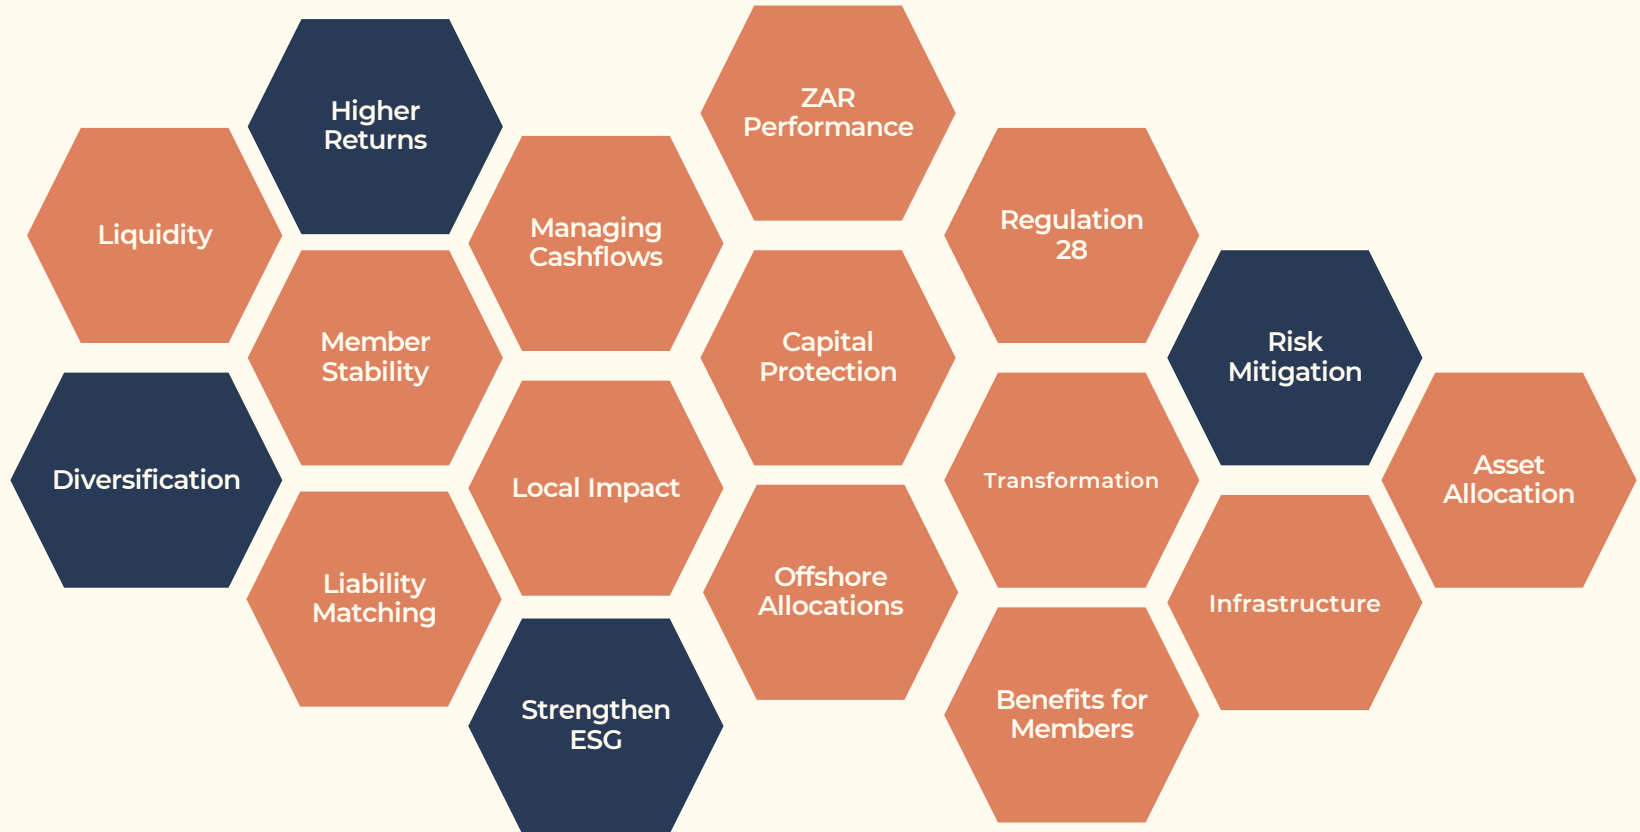 Higher
Returns
ZAR
Performance
Liquidity
Managing
Cashflows
Regulation
28
Member
Stability
Capital
Protection
Risk
Mitigation
Diversification
Local Impact
Transformation
Asset
Allocation
Liability
Matching
Offshore
Allocations
Infrastructure
Strengthen
ESG
Benefits for
Members